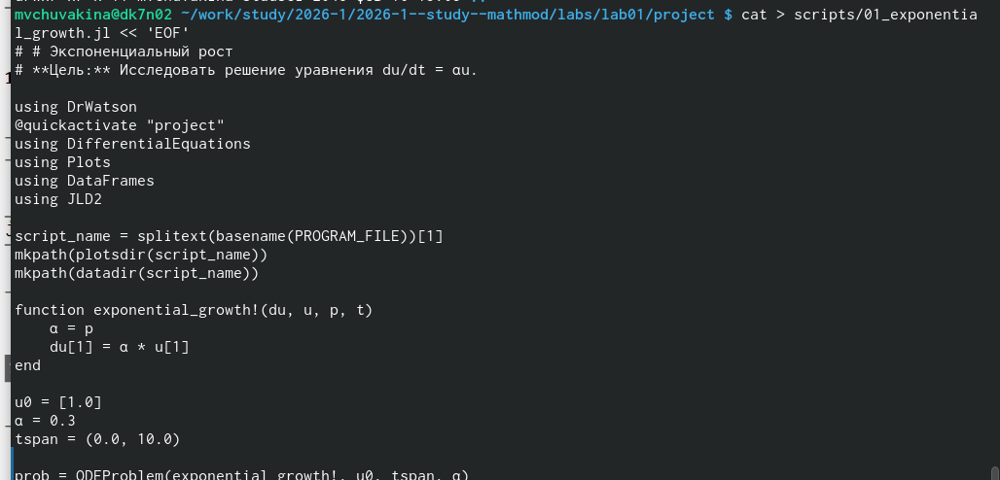 mvchuvakina@dk7n02 ~/work/study/2026-1/2026-1--study--mathmod/labs/lab01/project $ cat > scripts/01_exponentia
l_growth.jl << 'EOF'
# # Экспоненциальный рост
# **Цель:** Исследовать решение уравнения du/dt = αu.

using DrWatson
@quickactivate "project"
using DifferentialEquations
using Plots
using DataFrames
using JLD2

script_name = splitext(basename(PROGRAM_FILE))[1]
mkpath(plotsdir(script_name))
mkpath(datadir(script_name))

function exponential_growth!(du, u, p, t)
    α = p
    du[1] = α * u[1]
end

u0 = [1.0]
α = 0.3
tspan = (0.0, 10.0)

prob = ODEProblem(exponential_growth!, u0, tspan, α)